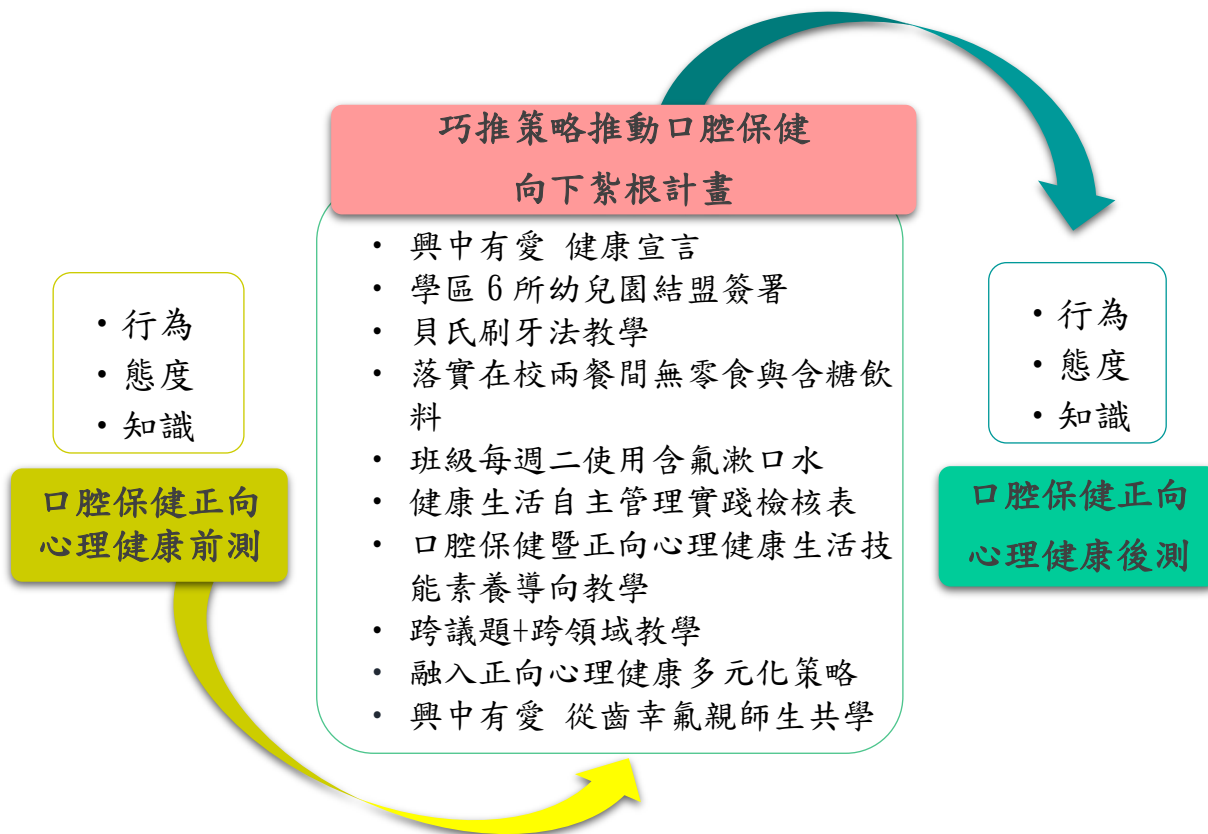 • 行為
• 態度
• 知識
口腔保健正向
心理健康前測
巧推策略推動口腔保健
向下紮根計畫
• 興中有愛 健康宣言
• 學區 6 所幼兒園結盟簽署
• 貝氏刷牙法教學
• 落實在校兩餐間無零食與含糖飲
料
• 班級每週二使用含氟漱口水
• 健康生活自主管理實踐檢核表
• 口腔保健暨正向心理健康生活技
能素養導向教學
• 跨議題+跨領域教學
• 融入正向心理健康多元化策略
• 興中有愛 從齒幸氟親師生共學
• 行為
• 態度
• 知識
口腔保健正向
心理健康後測